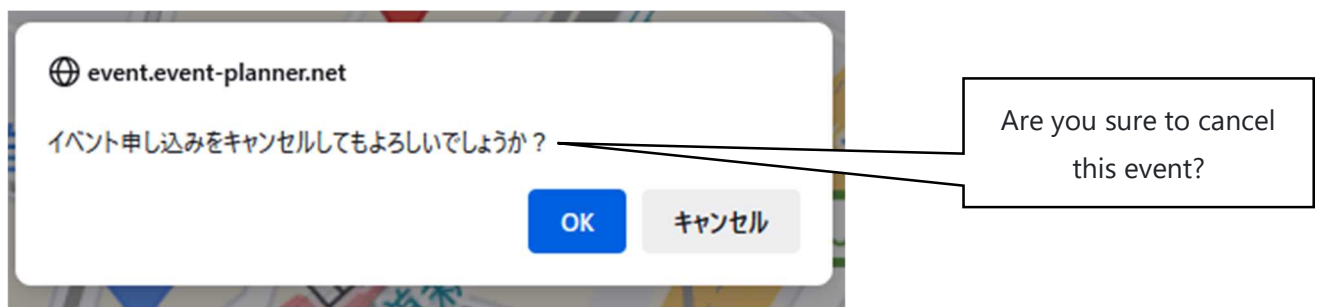 event.event-planner.net
イベント申し込みをキャンセルしてもよろしいでしょうか？
OK
キャンセル
Are you sure to cancel
this event?